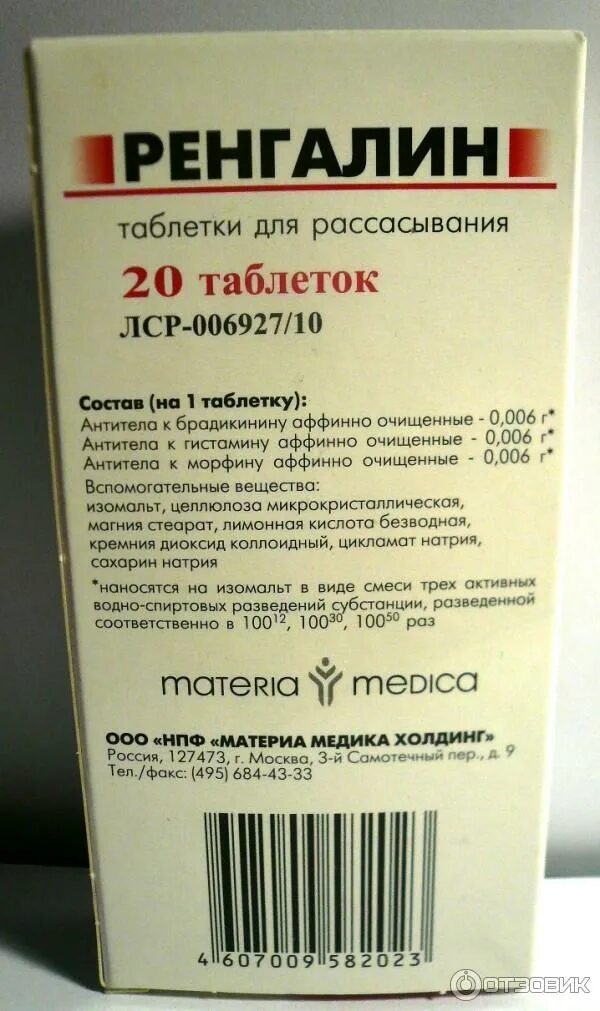 РЕНГАЛИН
таблетки для рассасывания
20 таблеток
ЛСР-006927/10
Состав (на 1 таблетку):
Антитела к брадикинину аффинно очищенные - 0,006 г*
Антитела к гистамину аффинно очищенные - 0,006 г*
Антитела к морфину аффинно очищенные - 0,006 г*
Вспомогательные вещества:
изомальт, целлюлоза микрокристаллическая,
магния стеарат, лимонная кислота безводная,
кремния диоксид коллоидный, цикламат натрия,
сахарин натрия
*наносятся на изомальт в виде смеси трех активных
водно-спиртовых разведений субстанции, разведенной
соответственно в 100¹², 100³⁰, 100⁵⁰ раз
materia medica
ООО «НПФ «МАТЕРИА МЕДИКА ХОЛДИНГ»
Россия, 127473, г. Москва, 3-й Самотечный пер., д. 9
Тел./факс: (495) 684-43-33
4 607009 582023
ОТЗОВИК